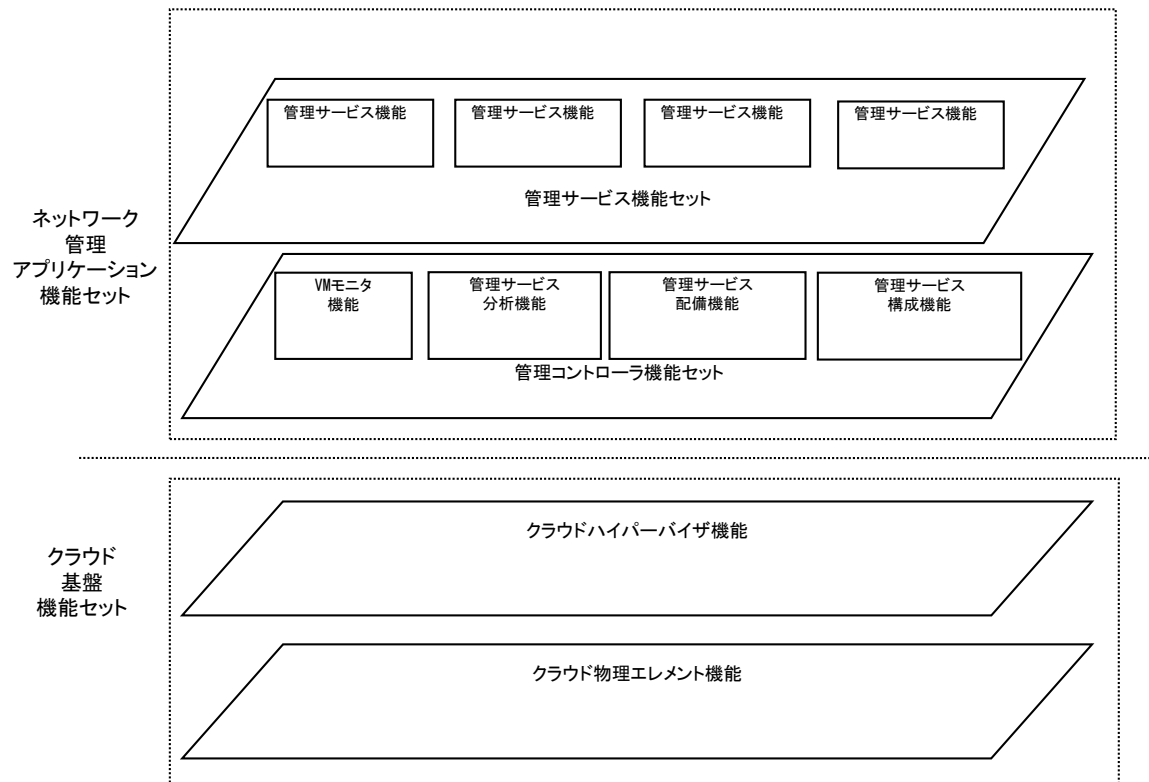 管理サービス機能
管理サービス機能
管理サービス機能
管理サービス機能
管理サービス機能セット
ネットワーク
管理
アプリケーション
機能セット
VMモニタ
機能
管理サービス
分析機能
管理サービス
配備機能
管理サービス
構成機能
管理コントローラ機能セット
クラウドハイパーバイザ機能
クラウド
基盤
機能セット
クラウド物理エレメント機能